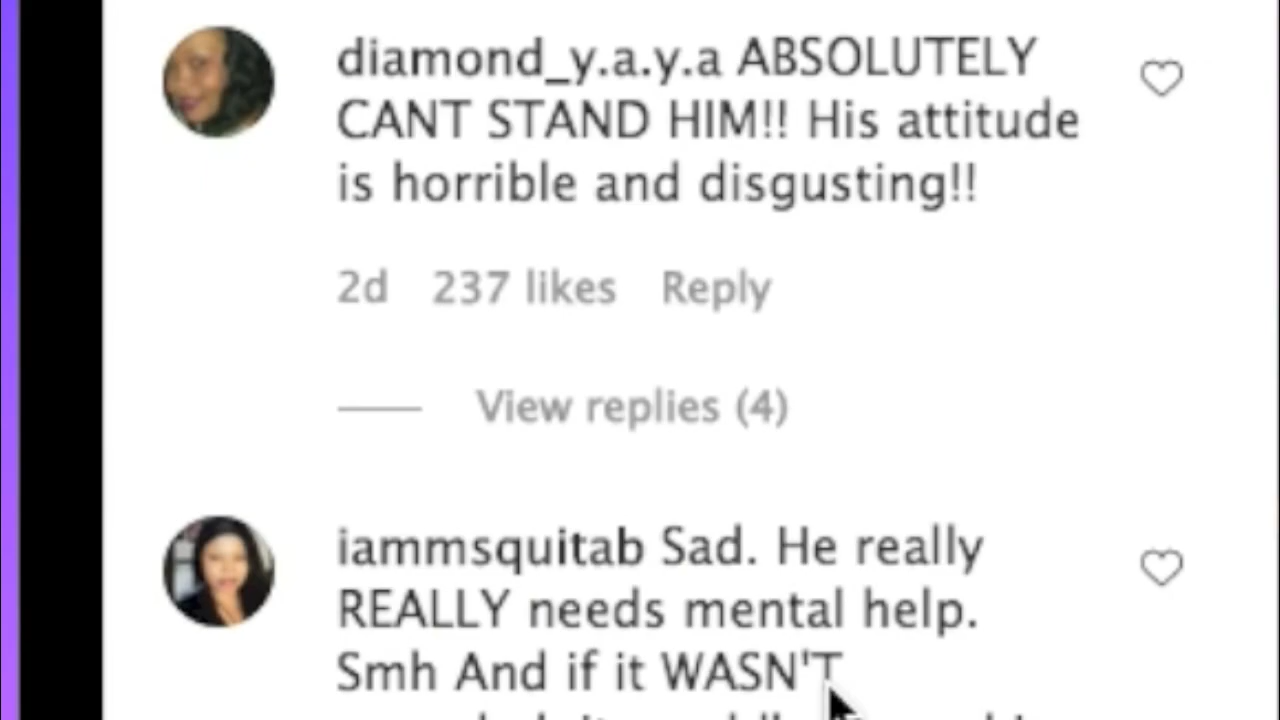 diamond_y.a.y.a ABSOLUTELY
CANT STAND HIM!! His attitude
is horrible and disgusting!!
2d 237 likes Reply
View replies (4)
iammsquitab Sad. He really
REALLY needs mental help.
Smh And if it WASN'T